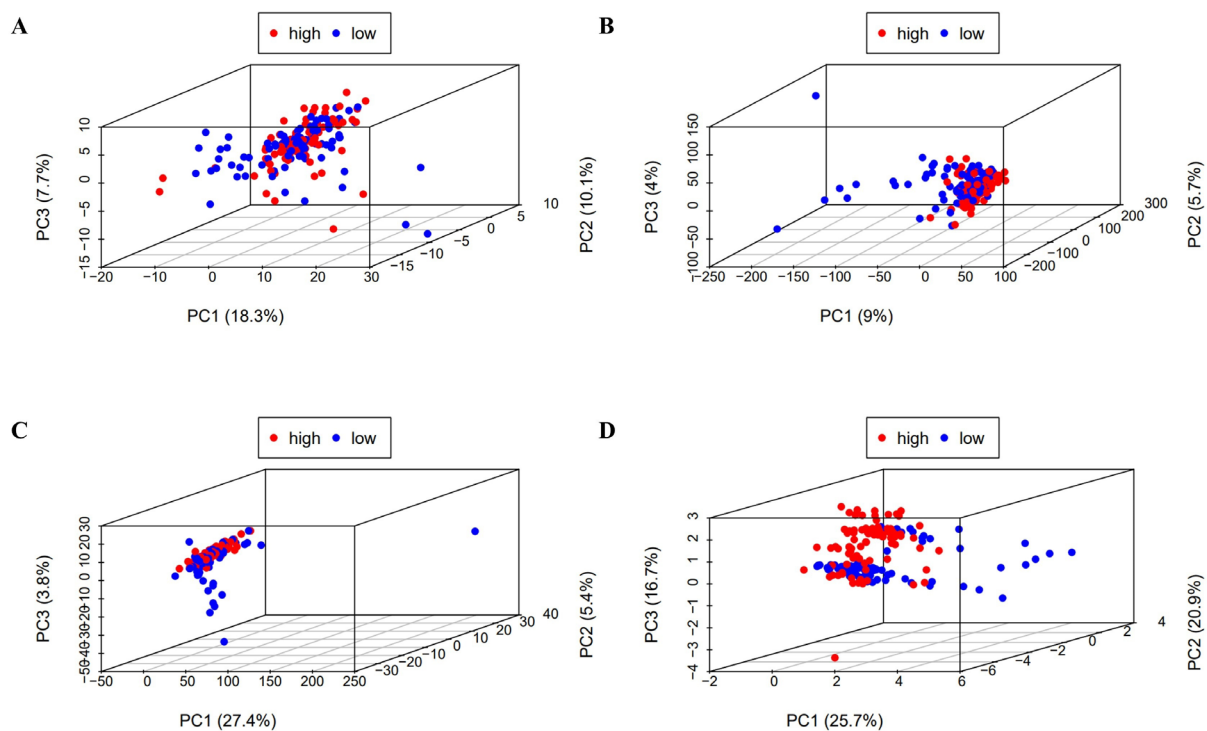 A
high low
PC3 (7.7%)
10
5
0
−5
−10
−15
−20 −10 0 10 20 30
−15 −10 −5 0 5 10
PC1 (18.3%)
PC2 (10.1%)
B
high low
PC3 (4%)
150
100
50
0
−50
−100
−250 −200 −150 −100 −50 0 50 100
−200 −100 0 100 200 300
PC1 (9%)
PC2 (5.7%)
C
high low
PC3 (3.8%)
30
20
10
0
−10
−20
−30
−40
−50
−50 0 50 100 150 200 250
−30 −20 −10 0 10 20 30 40
PC1 (27.4%)
PC2 (5.4%)
D
high low
PC3 (16.7%)
3
2
1
0
−1
−2
−3
−4
−2 0 2 4 6
−6 −4 −2 0 2 4
PC1 (25.7%)
PC2 (20.9%)